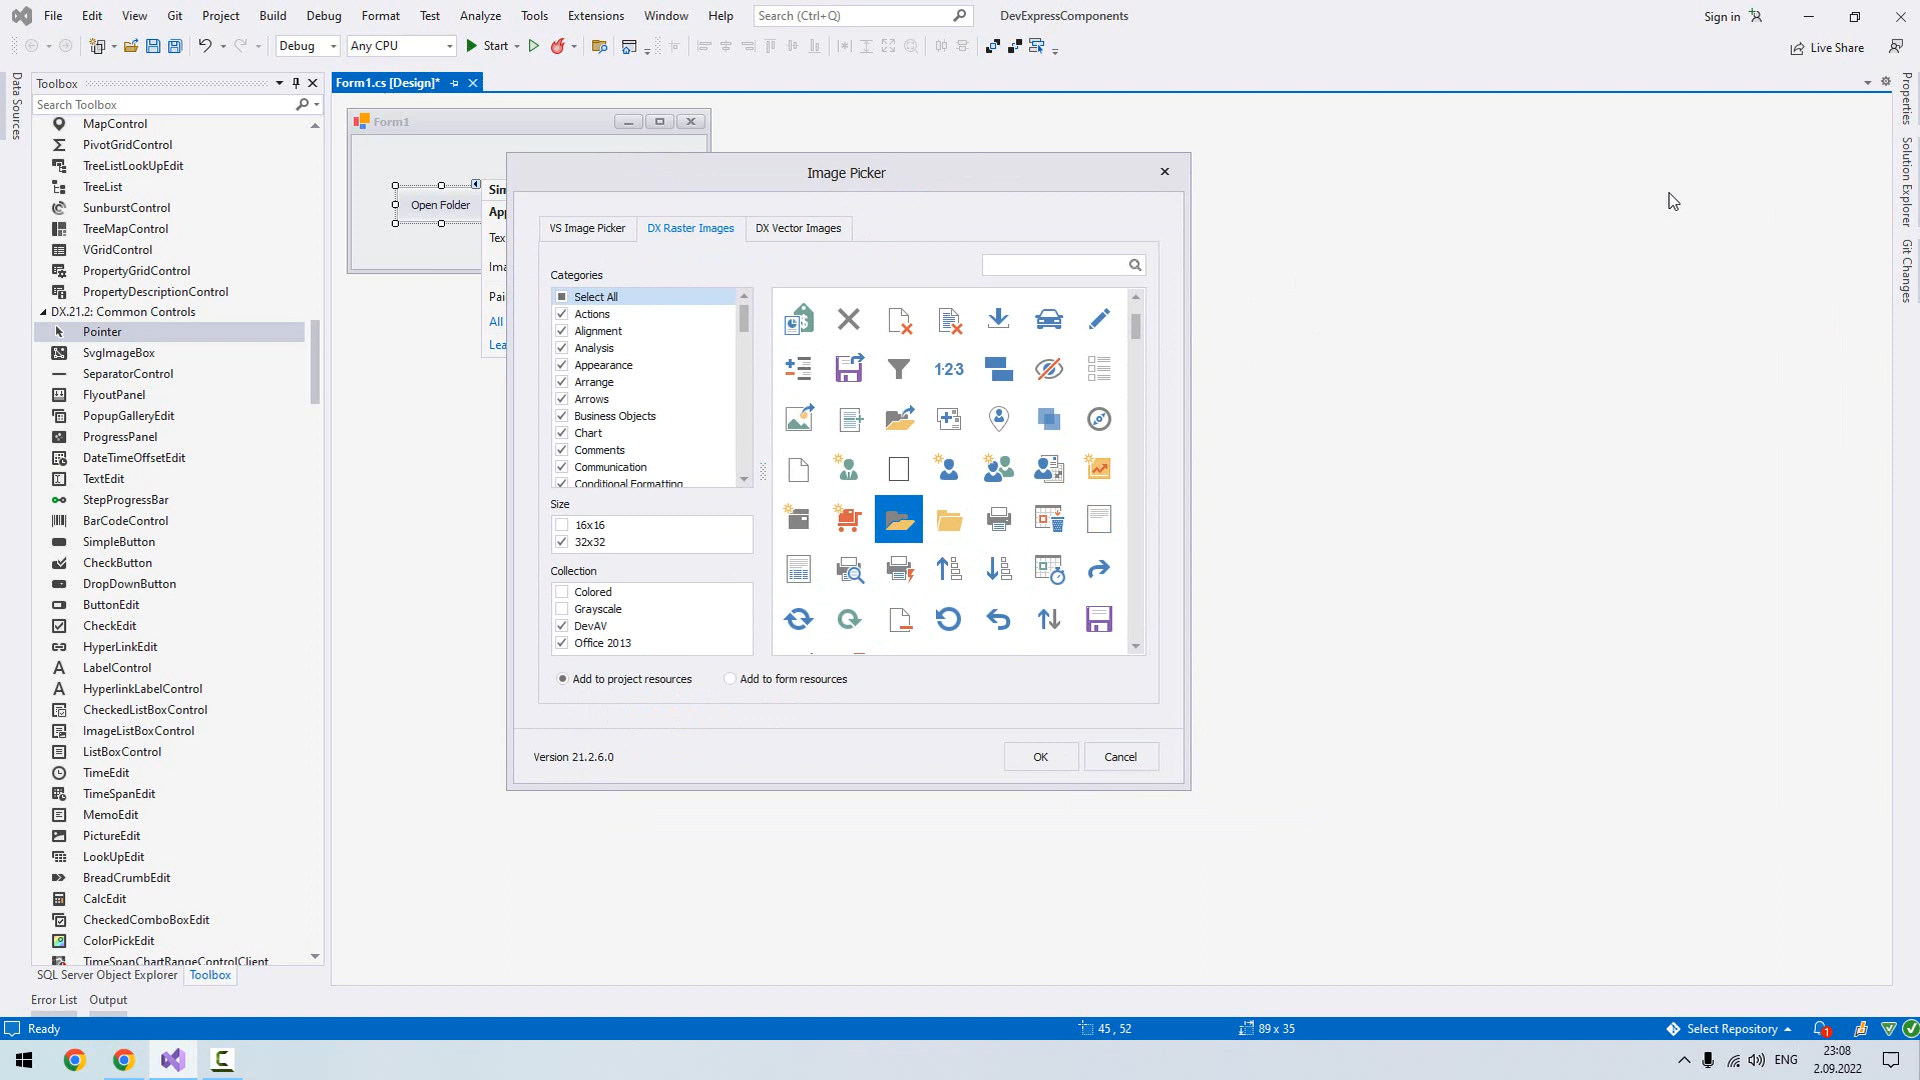 File Edit View Git Project Build Debug Format Test Analyze Tools Extensions Window Help Search (Ctrl+Q) DevExpressComponents Sign in
Debug Any CPU Start Live Share
Data Sources
Toolbox
Search Toolbox
MapControl
PivotGridControl
TreeListLookUpEdit
TreeList
SunburstControl
TreeMapControl
VGridControl
PropertyGridControl
PropertyDescriptionControl
DX.21.2: Common Controls
Pointer
SvgImageBox
SeparatorControl
FlyoutPanel
PopupGalleryEdit
ProgressPanel
DateTimeOffsetEdit
TextEdit
StepProgressBar
BarCodeControl
SimpleButton
CheckButton
DropDownButton
ButtonEdit
CheckEdit
HyperLinkEdit
LabelControl
HyperlinkLabelControl
CheckedListBoxControl
ImageListBoxControl
ListBoxControl
TimeEdit
TimeSpanEdit
MemoEdit
PictureEdit
LookUpEdit
BreadCrumbEdit
CalcEdit
CheckedComboBoxEdit
ColorPickEdit
TimeSpanChartRangeControlClient
SQL Server Object Explorer Toolbox
Error List Output
Form1.cs [Design]*
Form1
Open Folder
Sim
App
Tex
Ima
Pai
All
Lea
Image Picker
VS Image Picker DX Raster Images DX Vector Images
Categories
Select All
Actions
Alignment
Analysis
Appearance
Arrange
Arrows
Business Objects
Chart
Comments
Communication
Conditional Formatting
Size
16x16
32x32
Collection
Colored
Grayscale
DevAV
Office 2013
1·2·3
Add to project resources Add to form resources
Version 21.2.6.0 OK Cancel
Properties
Solution Explorer
Git Changes
Ready 45 , 52 89 x 35 Select Repository 1
ENG 23:08
2.09.2022